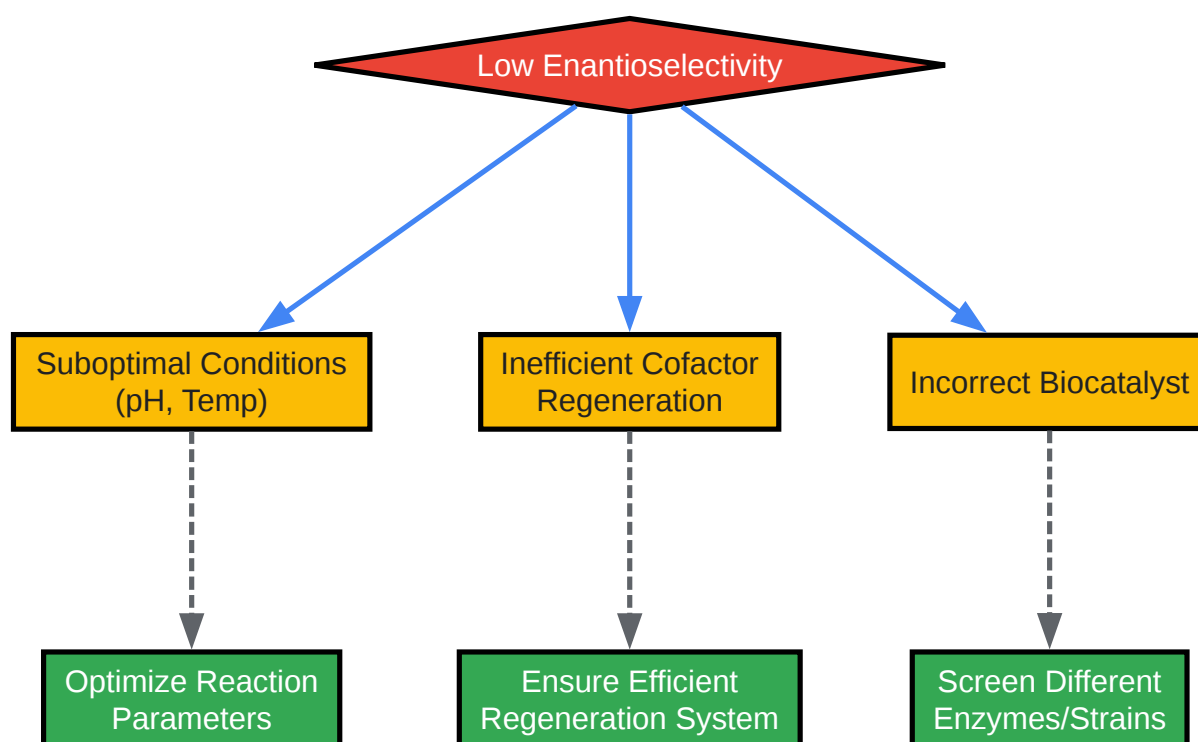 Low Enantioselectivity
Suboptimal Conditions
(pH, Temp)
Inefficient Cofactor
Regeneration
Incorrect Biocatalyst
Optimize Reaction
Parameters
Ensure Efficient
Regeneration System
Screen Different
Enzymes/Strains